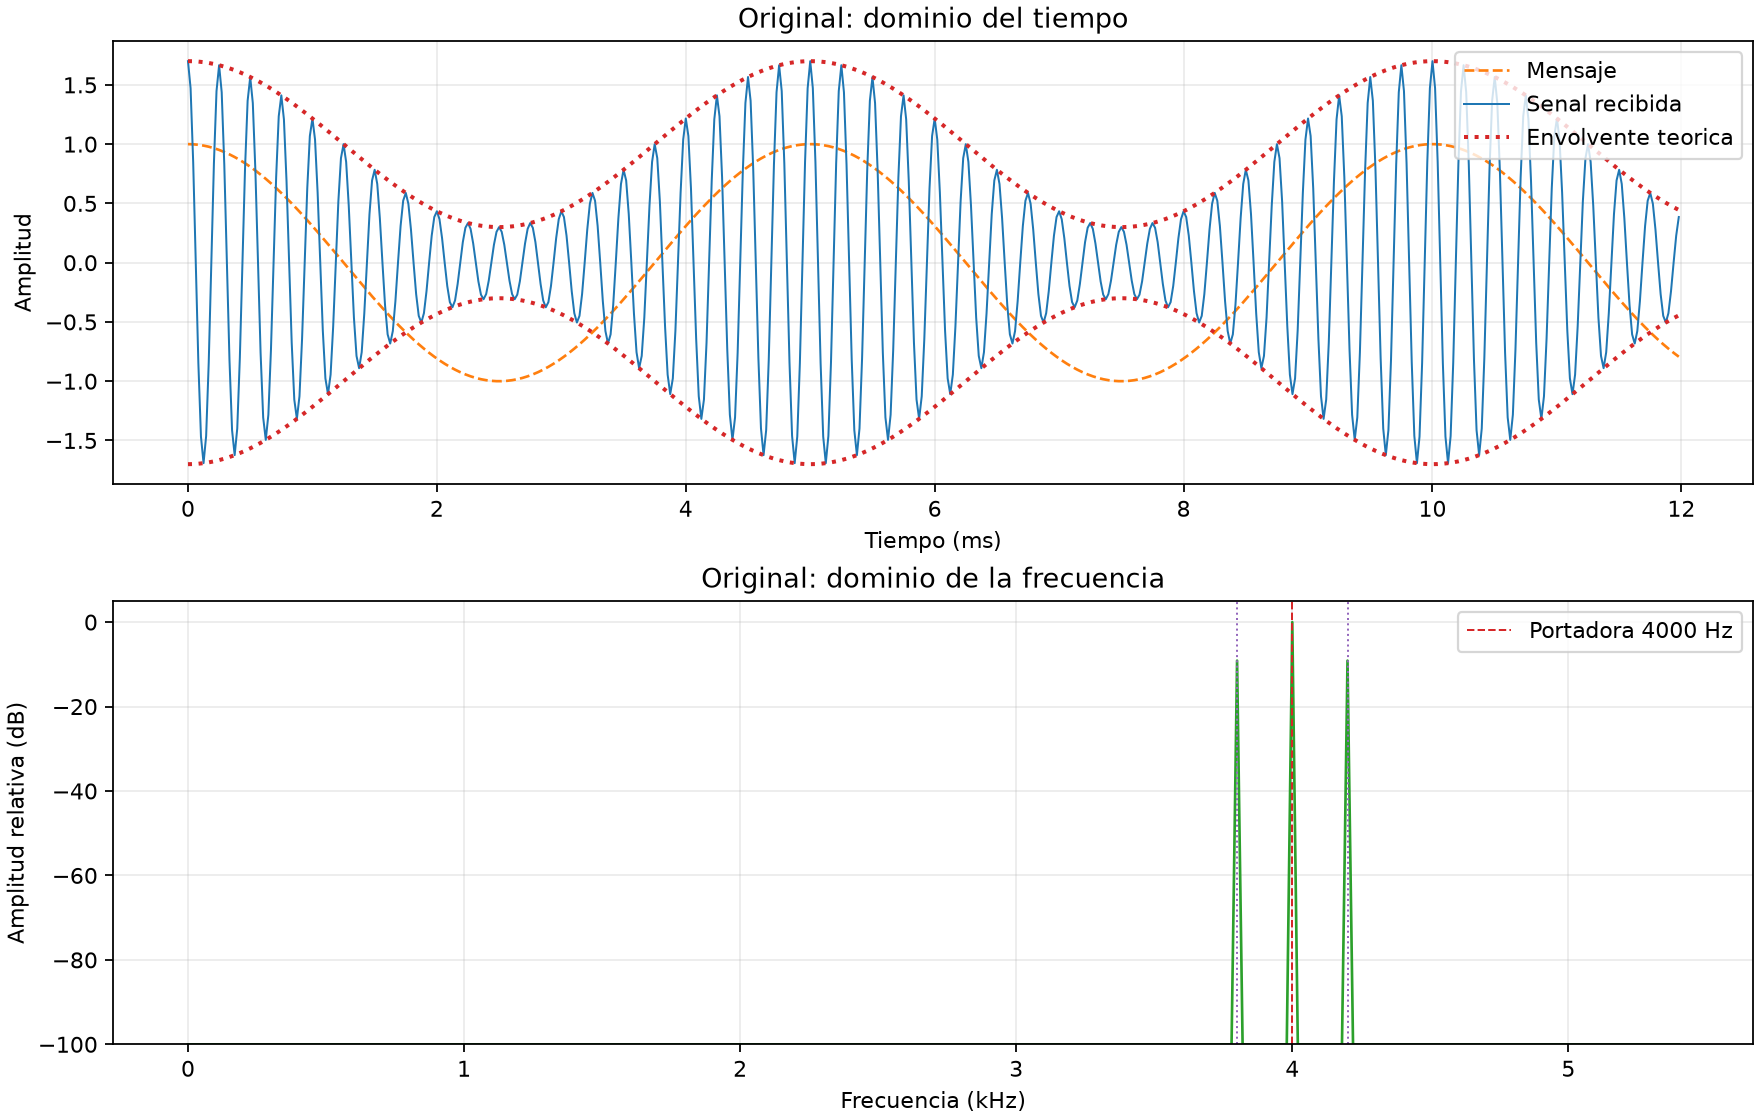 Original: dominio del tiempo
Mensaje
Senal recibida
Envolvente teorica
Amplitud
1.5
1.0
0.5
0.0
−0.5
−1.0
−1.5
0 2 4 6 8 10 12
Tiempo (ms)
Original: dominio de la frecuencia
Portadora 4000 Hz
Amplitud relativa (dB)
0
−20
−40
−60
−80
−100
0 1 2 3 4 5
Frecuencia (kHz)